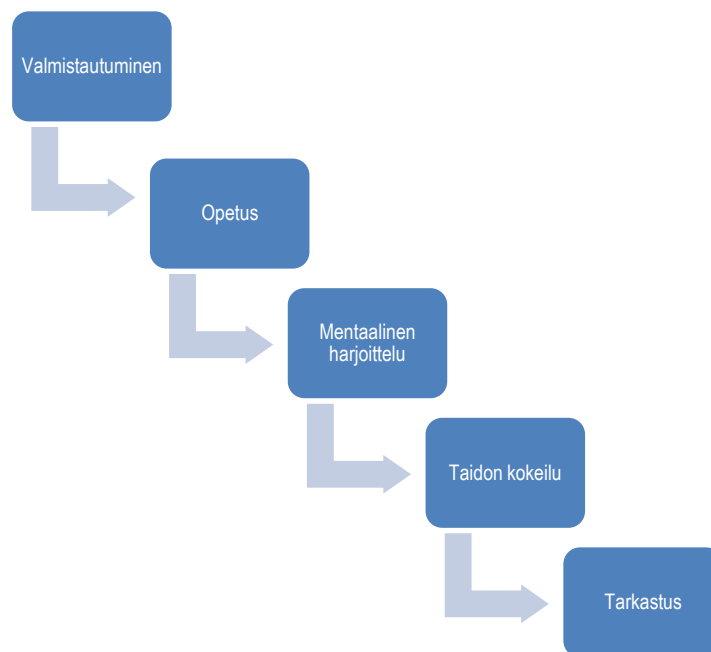 Valmistautuminen
Opetus
Mentaalinen
harjoittelu
Taidon kokeilu
Tarkastus